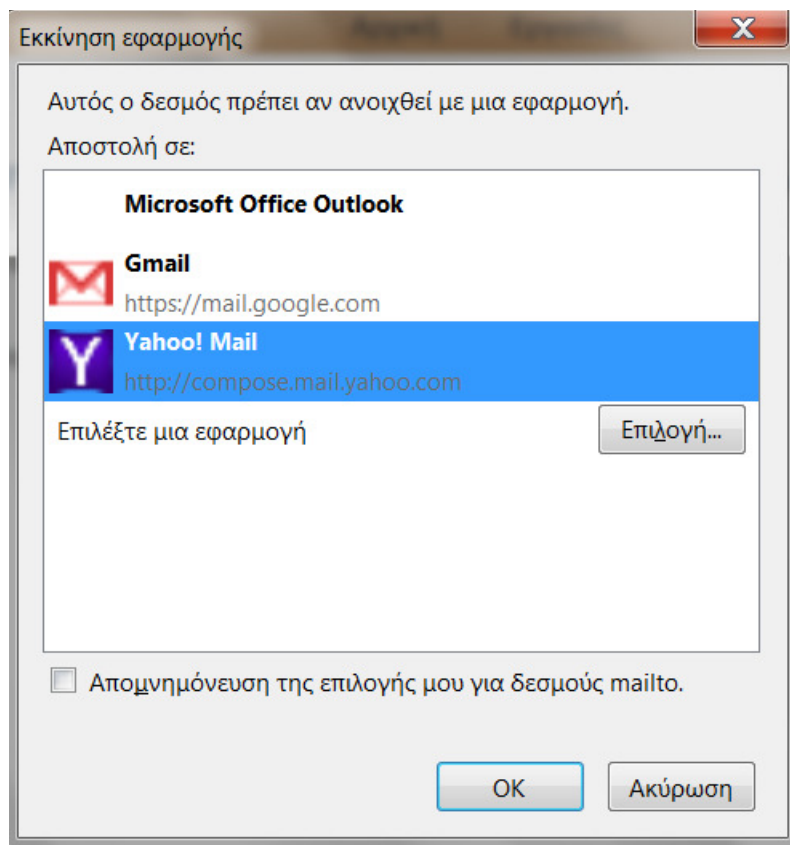 Εκκίνηση εφαρμογής
Αυτός ο δεσμός πρέπει αν ανοιχθεί με μια εφαρμογή.
Αποστολή σε:
Microsoft Office Outlook
Gmail
https://mail.google.com
Yahoo! Mail
http://compose.mail.yahoo.com
Επιλέξτε μια εφαρμογή
Επιλογή...
Απομνημόνευση της επιλογής μου για δεσμούς mailto.
OK
Ακύρωση